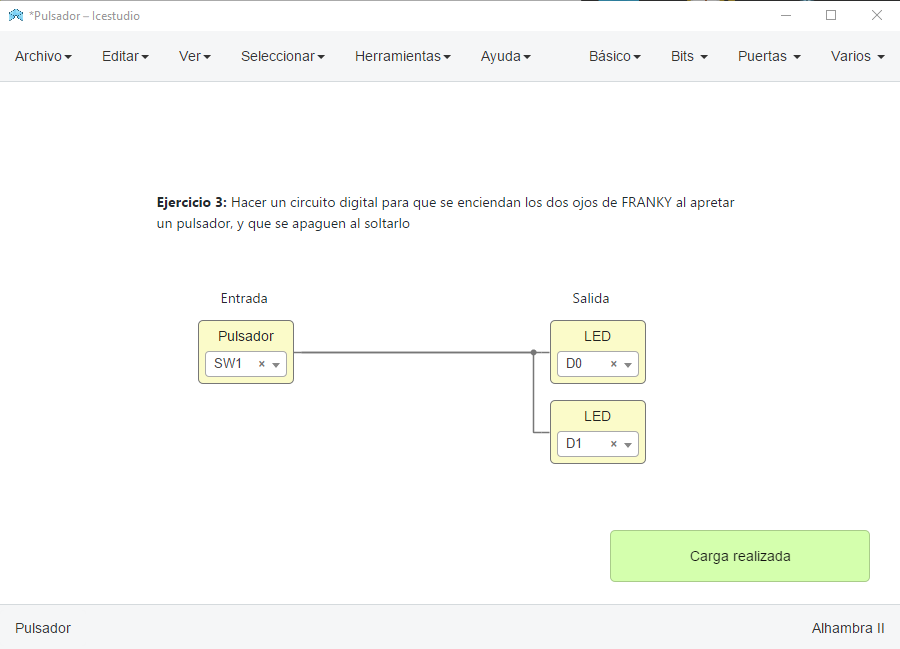 *Pulsador – Icestudio
Archivo Editar Ver Seleccionar Herramientas Ayuda Básico Bits Puertas Varios
Ejercicio 3: Hacer un circuito digital para que se enciendan los dos ojos de FRANKY al apretar
un pulsador, y que se apaguen al soltarlo
Entrada Salida
Pulsador LED
SW1 × D0 ×
LED
D1 ×
Carga realizada
Pulsador Alhambra II